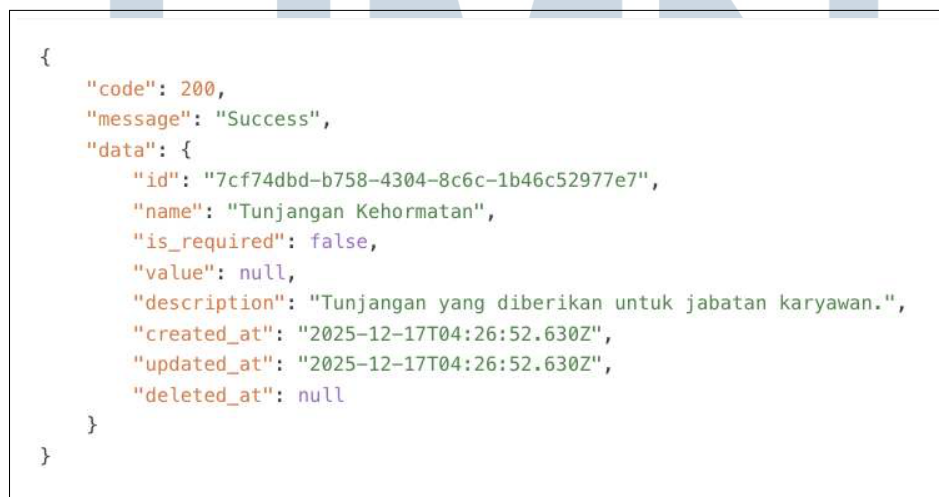 {
"code": 200,
"message": "Success",
"data": {
"id": "7cf74dbd-b758-4304-8c6c-1b46c52977e7",
"name": "Tunjangan Kehormatan",
"is_required": false,
"value": null,
"description": "Tunjangan yang diberikan untuk jabatan karyawan.",
"created_at": "2025-12-17T04:26:52.630Z",
"updated_at": "2025-12-17T04:26:52.630Z",
"deleted_at": null
}
}